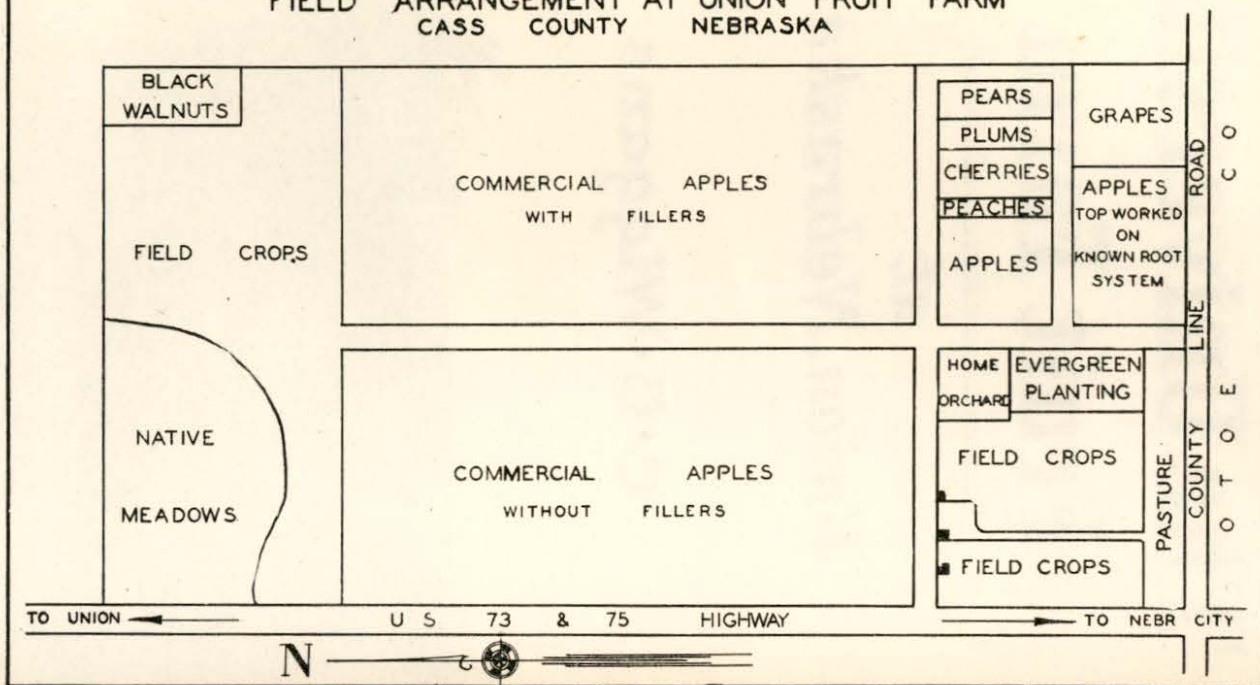 FIELD ARRANGEMENT AT UNION FRUIT FARM
CASS COUNTY NEBRASKA
BLACK
WALNUTS
FIELD CROPS
NATIVE
MEADOWS
COMMERCIAL APPLES
WITH FILLERS
COMMERCIAL APPLES
WITHOUT FILLERS
PEARS
PLUMS
CHERRIES
PEACHES
APPLES
GRAPES
APPLES
TOP WORKED
ON
KNOWN ROOT
SYSTEM
HOME
ORCHARD
EVERGREEN
PLANTING
FIELD CROPS
FIELD CROPS
PASTURE
COUNTY LINE ROAD
OTOE CO
TO UNION
U S 73 & 75 HIGHWAY
TO NEBR CITY
N